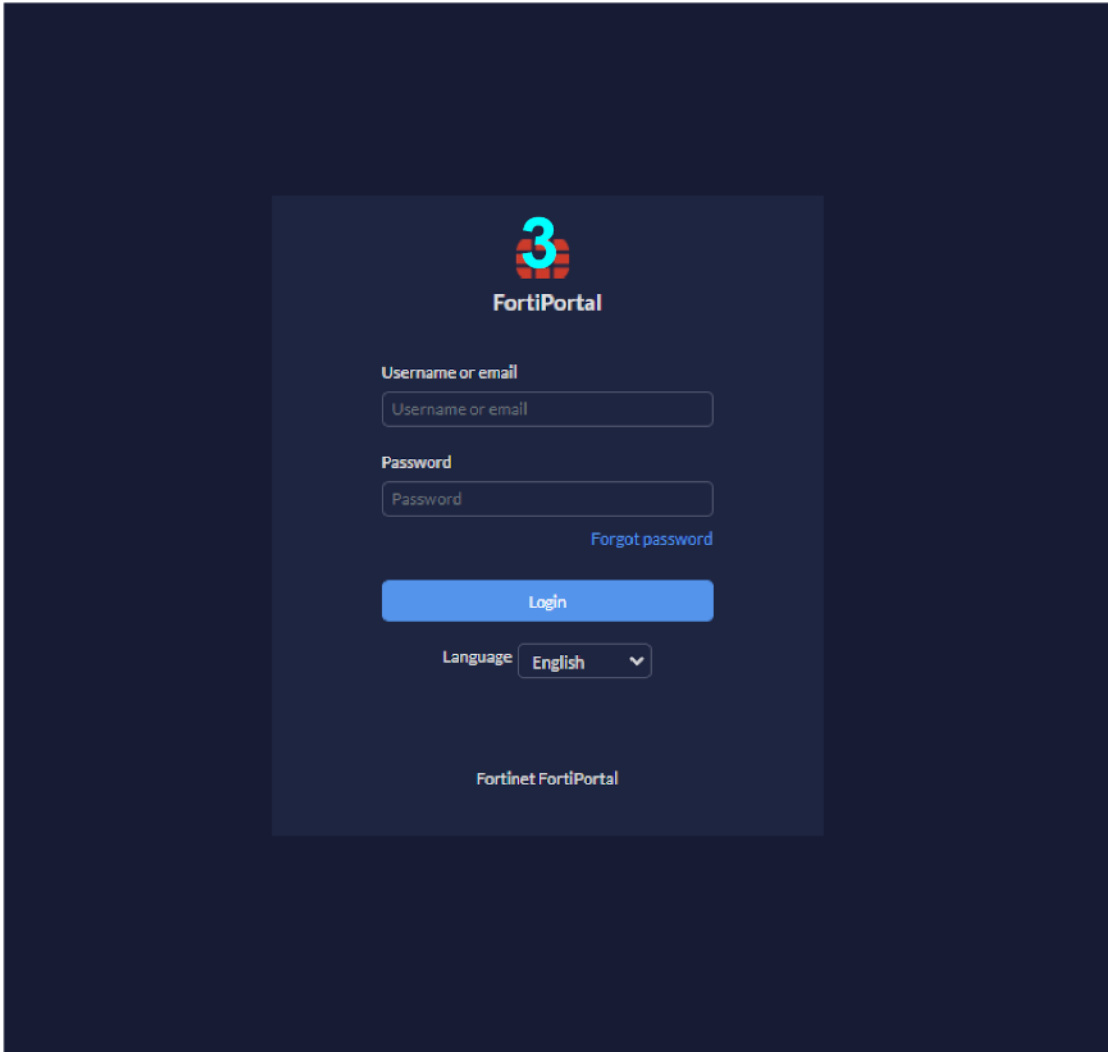 3
FortiPortal
Username or email
Username or email
Password
Password
Forgot password
Login
Language English
Fortinet FortiPortal